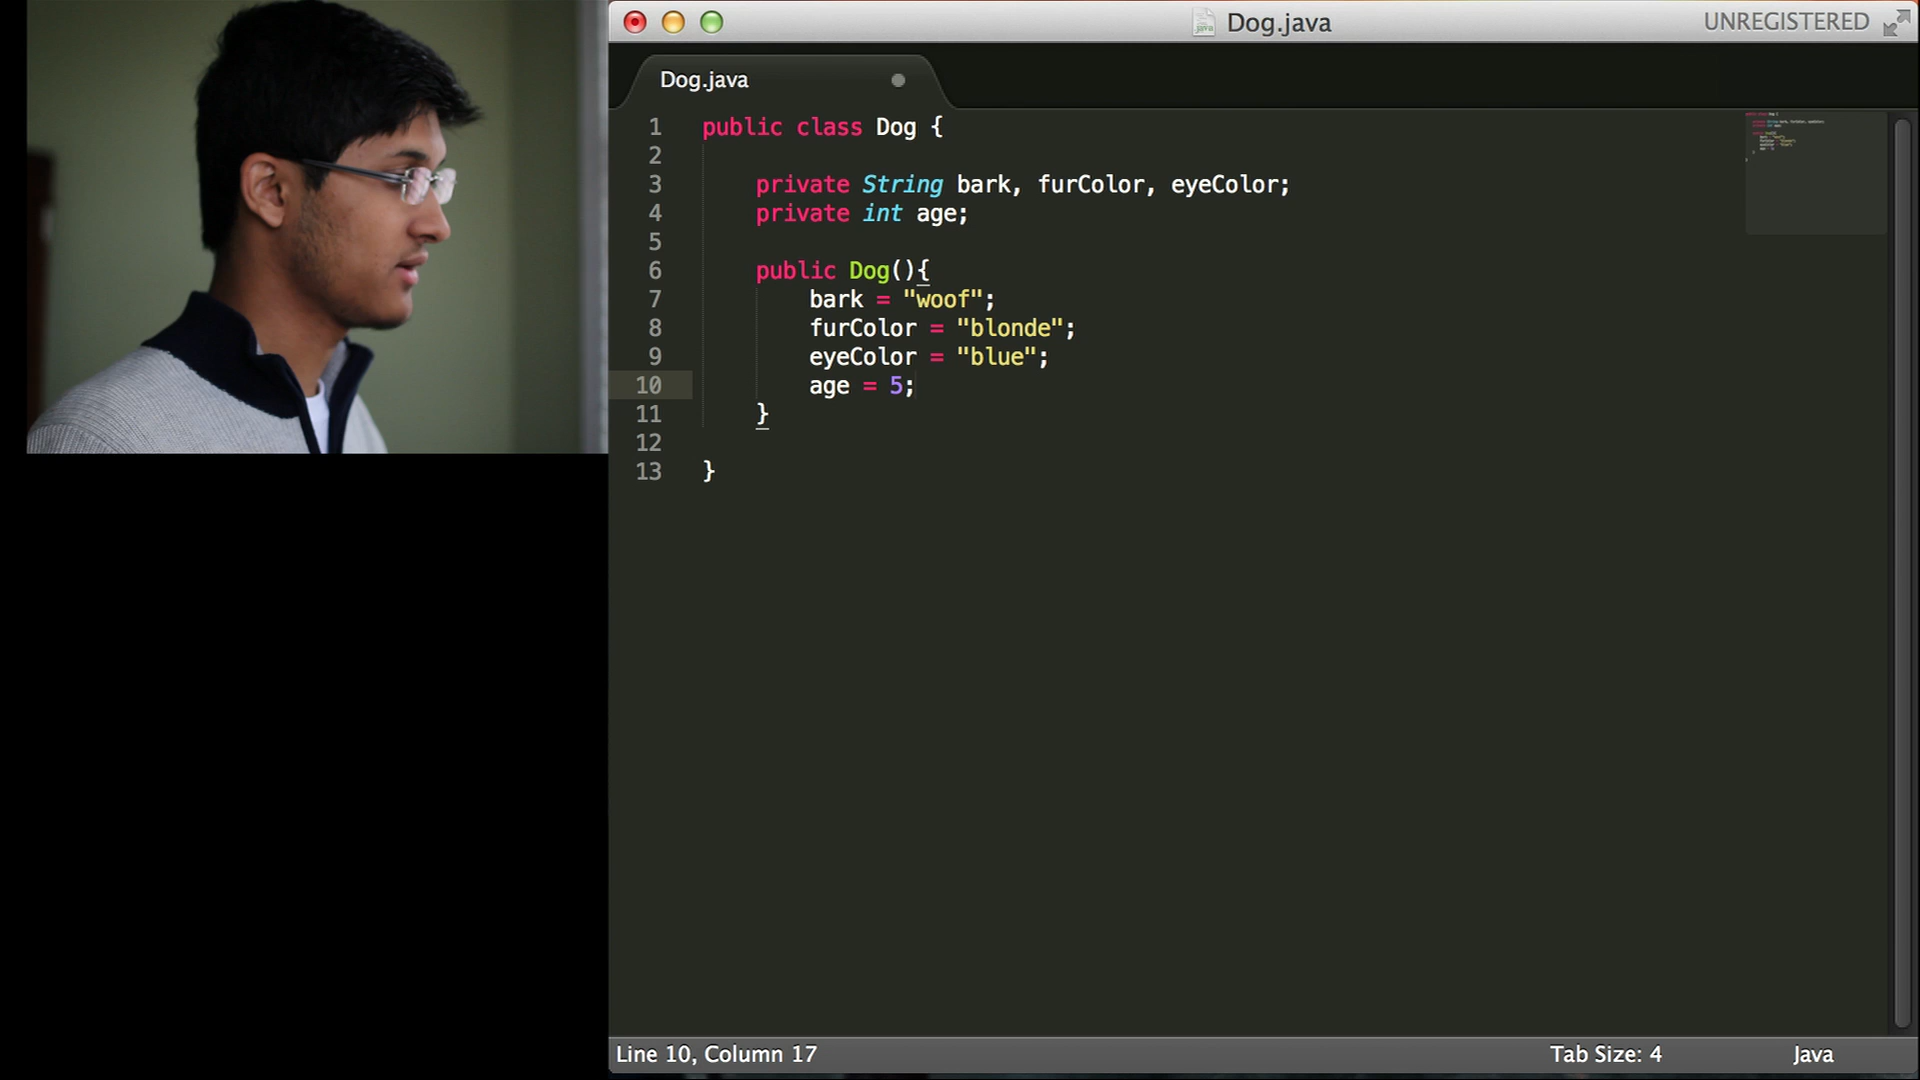 Dog.java
UNREGISTERED
Dog.java
1 public class Dog {
2
3 private String bark, furColor, eyeColor;
4 private int age;
5
6 public Dog(){
7 bark = "woof";
8 furColor = "blonde";
9 eyeColor = "blue";
10 age = 5;
11 }
12
13 }
Line 10, Column 17
Tab Size: 4
Java